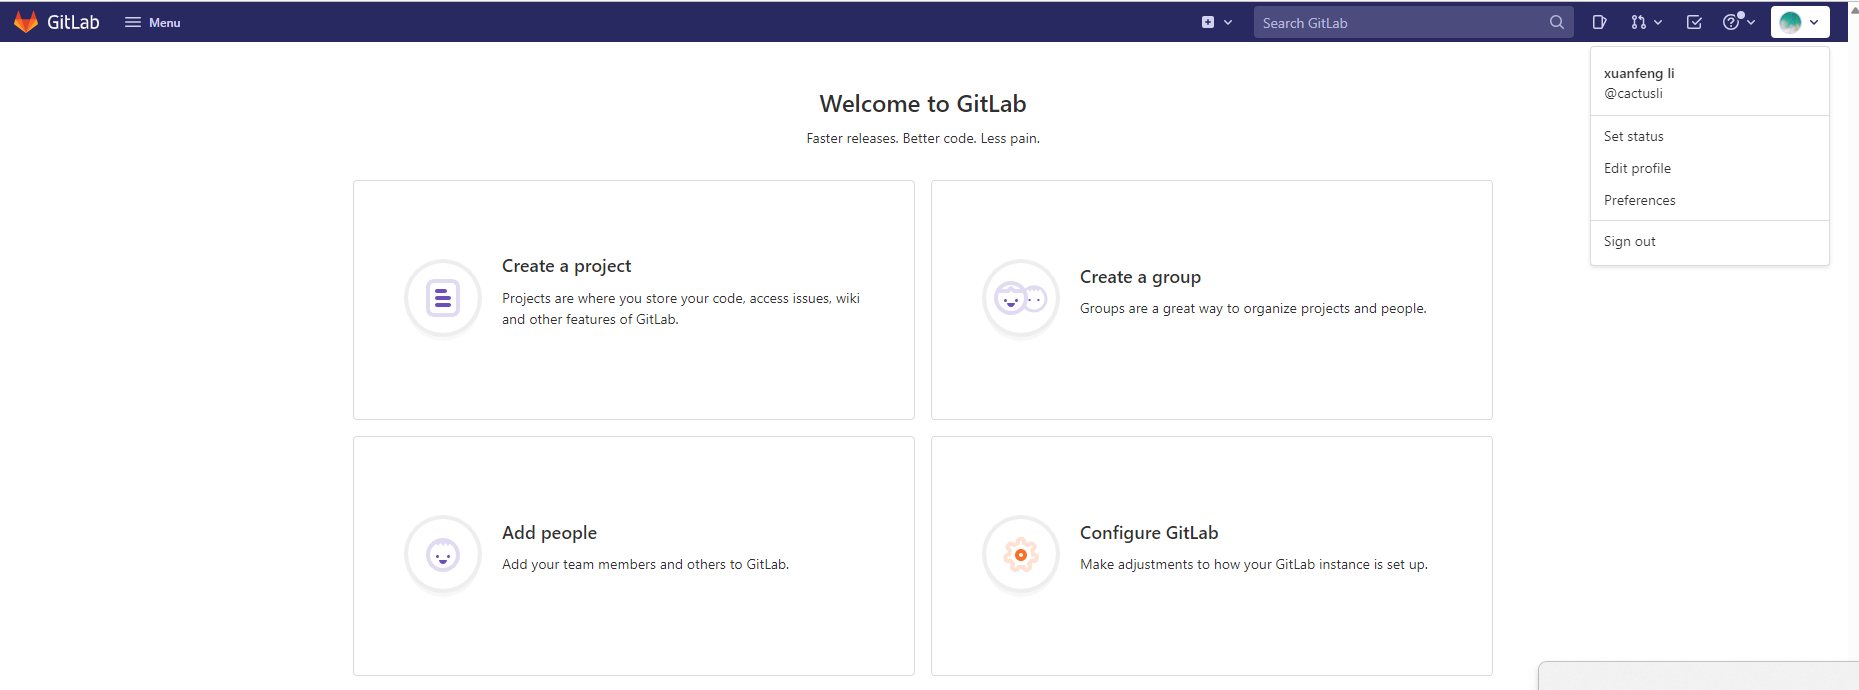 GitLab
Menu
Search GitLab
xuanfeng li
@cactusli
Set status
Edit profile
Preferences
Sign out
Welcome to GitLab
Faster releases. Better code. Less pain.
Create a project
Projects are where you store your code, access issues, wiki
and other features of GitLab.
Create a group
Groups are a great way to organize projects and people.
Add people
Add your team members and others to GitLab.
Configure GitLab
Make adjustments to how your GitLab instance is set up.